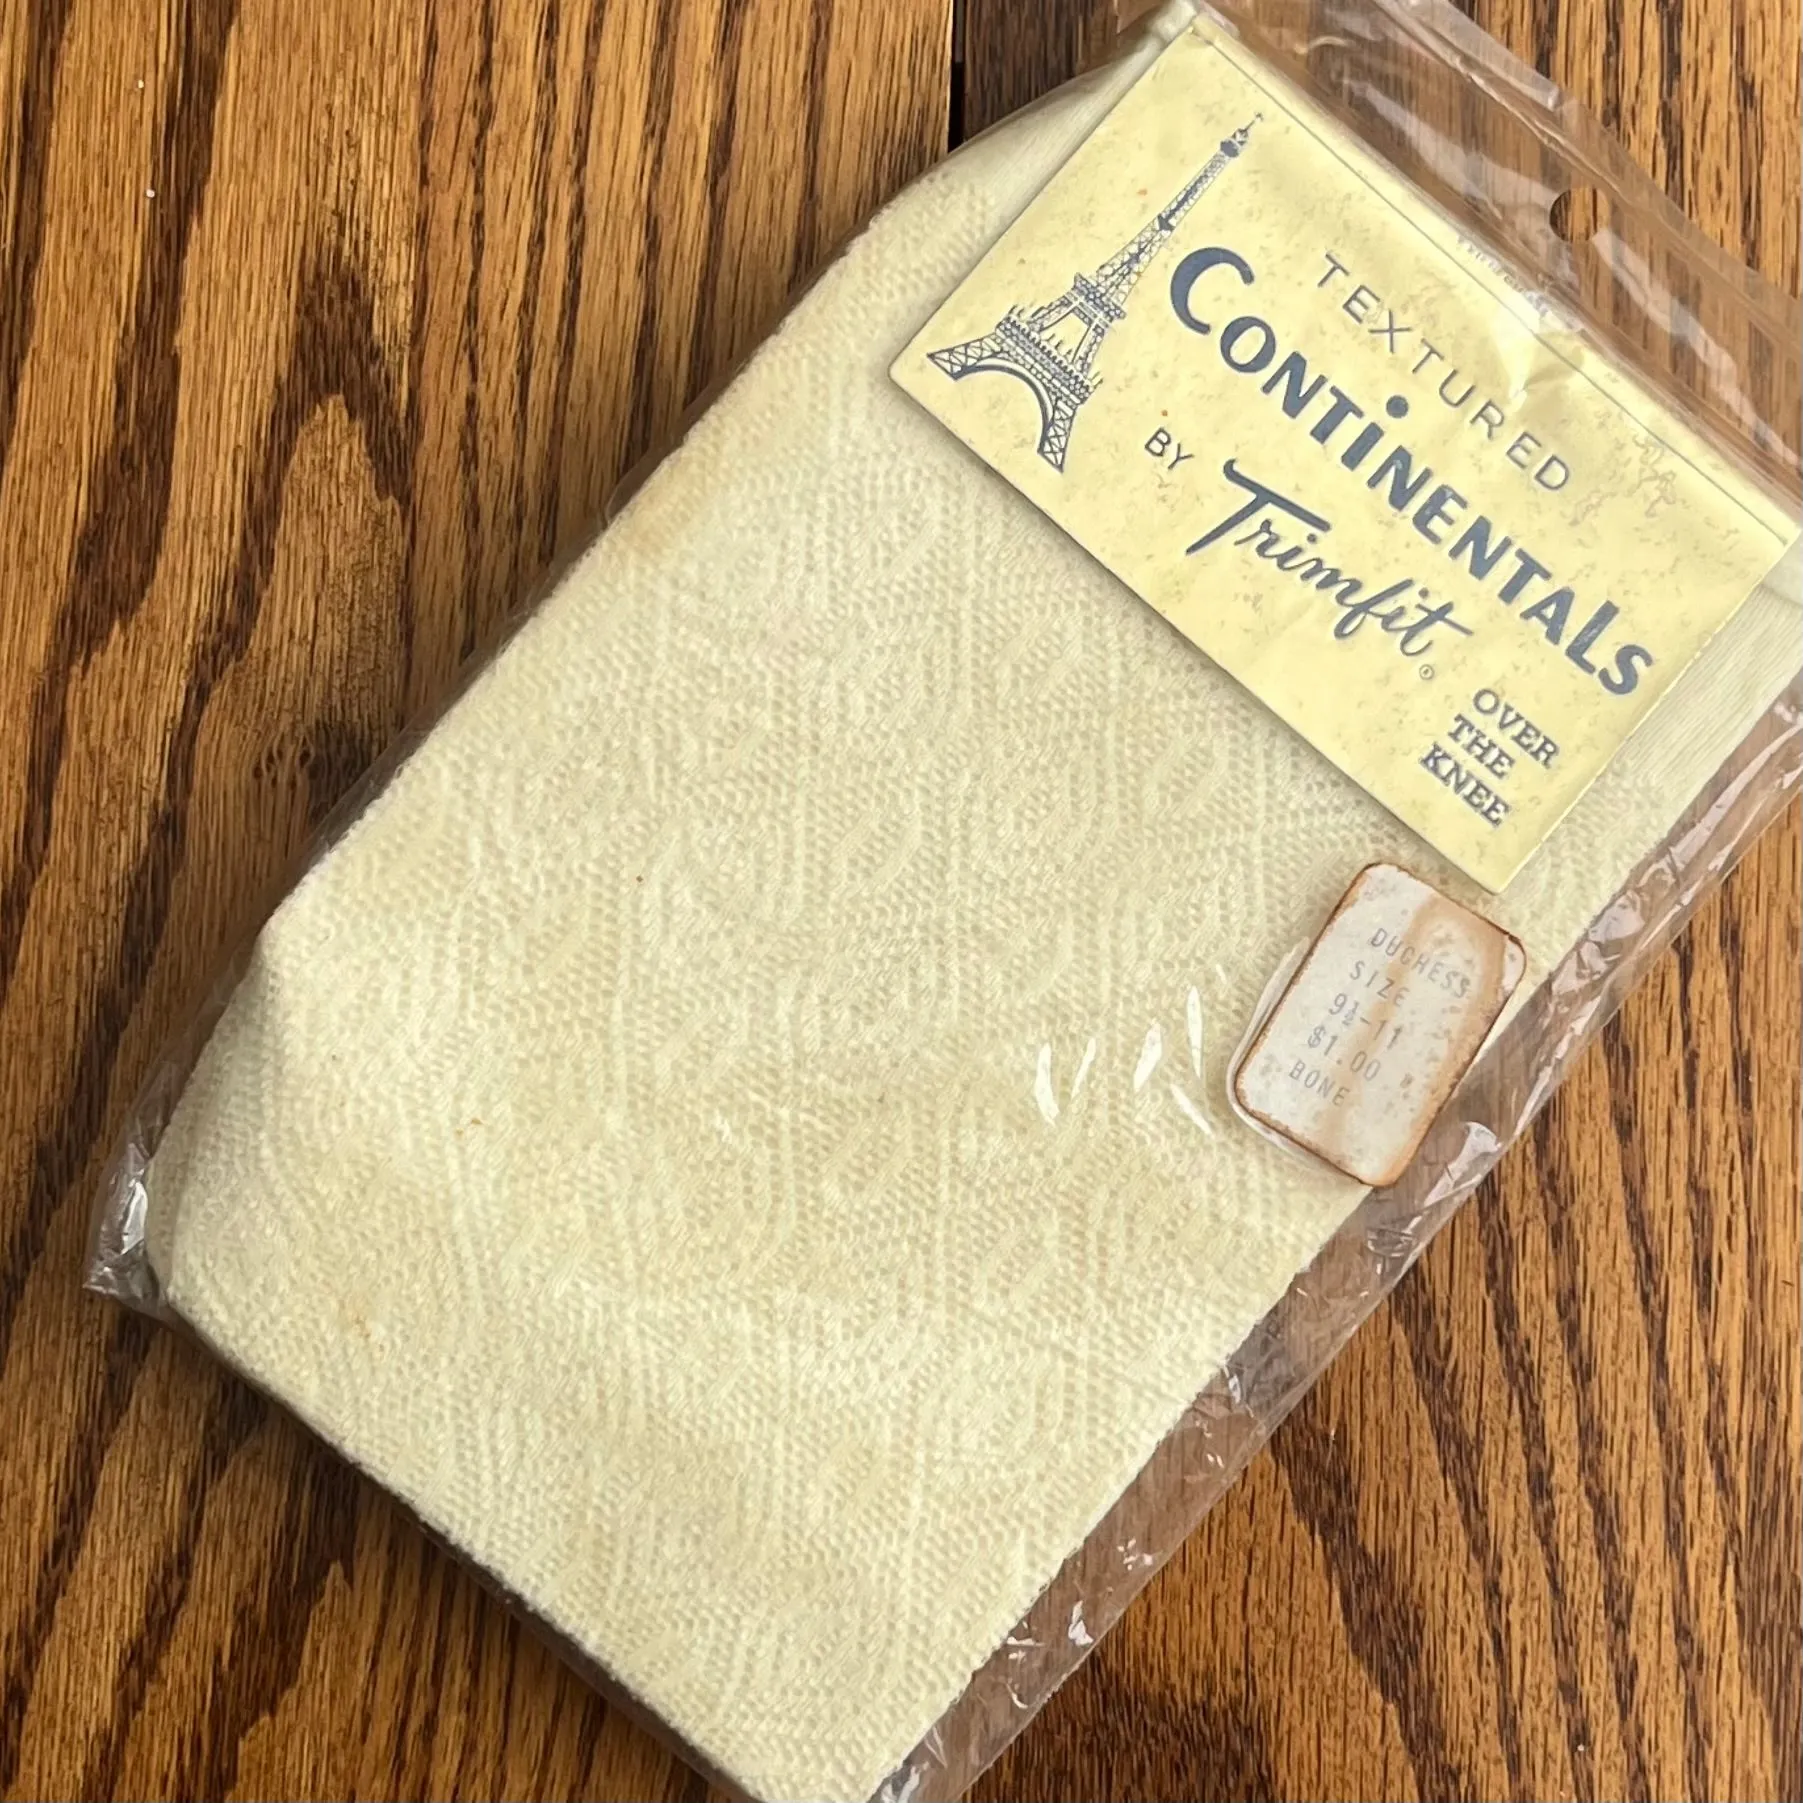 TEXTURED
CONTINENTALS
BY Trimfit®
OVER
THE
KNEE
DUCHESS
SIZE
9½-11
$1.00
BONE